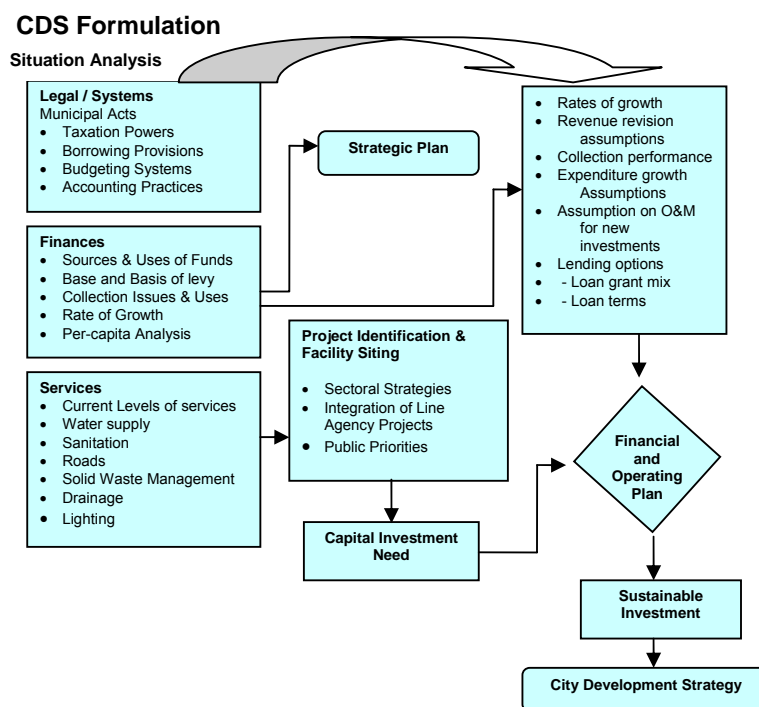 CDS Formulation
Situation Analysis
Legal / Systems
Municipal Acts
• Taxation Powers
• Borrowing Provisions
• Budgeting Systems
• Accounting Practices
Finances
• Sources & Uses of Funds
• Base and Basis of levy
• Collection Issues & Uses
• Rate of Growth
• Per-capita Analysis
Services
• Current Levels of services
• Water supply
• Sanitation
• Roads
• Solid Waste Management
• Drainage
• Lighting
Strategic Plan
Project Identification &
Facility Siting
• Sectoral Strategies
• Integration of Line
Agency Projects
• Public Priorities
Capital Investment
Need
• Rates of growth
• Revenue revision
assumptions
• Collection performance
• Expenditure growth
Assumptions
• Assumption on O&M
for new
investments
• Lending options
• - Loan grant mix
• - Loan terms
Financial
and
Operating
Plan
Sustainable
Investment
City Development Strategy